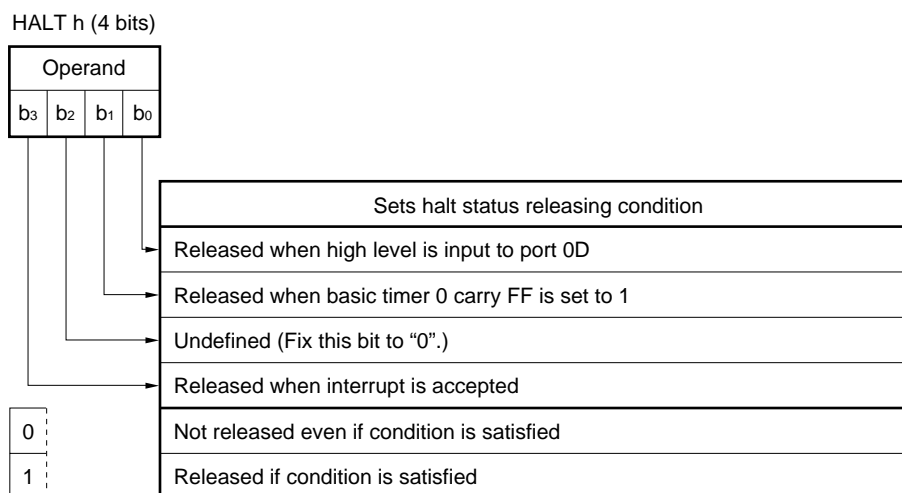 HALT h (4 bits)
Operand
b3 b2 b1 b0
Sets halt status releasing condition
Released when high level is input to port 0D
Released when basic timer 0 carry FF is set to 1
Undefined (Fix this bit to “0”.)
Released when interrupt is accepted
0 Not released even if condition is satisfied
1 Released if condition is satisfied